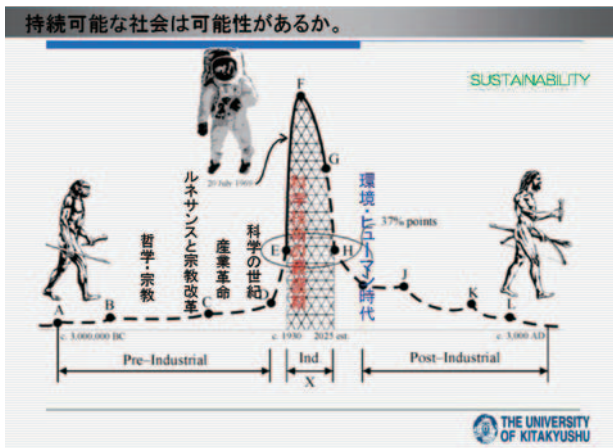 持続可能な社会は可能性があるか。
SUSTAINABILITY
F
G
20 July 1969
37% points
哲学・宗教
ルネサンスと宗教改革
産業革命
科学の世紀
環境・ヒューマン時代
A
B
C
D
E
H
J
K
L
c. 3,000,000 BC
c. 1930
2025 est.
c. 3,000 AD
Pre–Industrial
Ind
X
Post–Industrial
THE UNIVERSITY
OF KITAKYUSHU